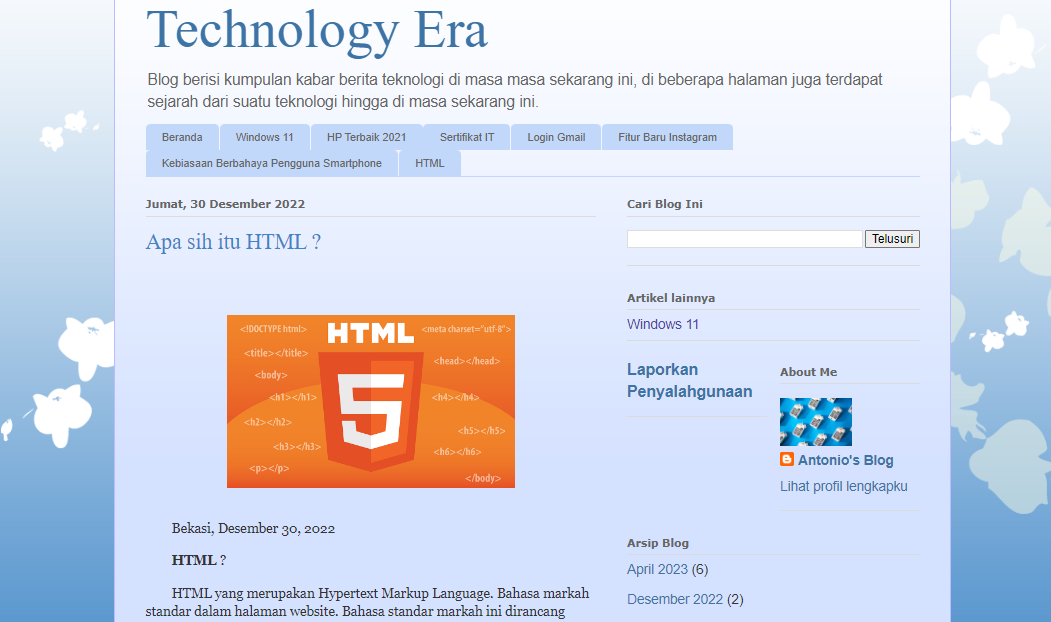 Technology Era
Blog berisi kumpulan kabar berita teknologi di masa masa sekarang ini, di beberapa halaman juga terdapat
sejarah dari suatu teknologi hingga di masa sekarang ini.
Beranda
Windows 11
HP Terbaik 2021
Sertifikat IT
Login Gmail
Fitur Baru Instagram
Kebiasaan Berbahaya Pengguna Smartphone
HTML
Jumat, 30 Desember 2022
Apa sih itu HTML ?
<!DOCTYPE html>
HTML
<meta charset="utf-8">
<title></title>
<head></head>
<body>
<h1></h1>
<h4></h4>
<h2></h2>
<h5></h5>
<h3></h3>
<h6></h6>
<p></p>
</body>
5
Bekasi, Desember 30, 2022
HTML ?
HTML yang merupakan Hypertext Markup Language. Bahasa markah
standar dalam halaman website. Bahasa standar markah ini dirancang
Cari Blog Ini
Telusuri
Artikel lainnya
Windows 11
Laporkan
Penyalahgunaan
About Me
Antonio's Blog
Lihat profil lengkapku
Arsip Blog
April 2023 (6)
Desember 2022 (2)